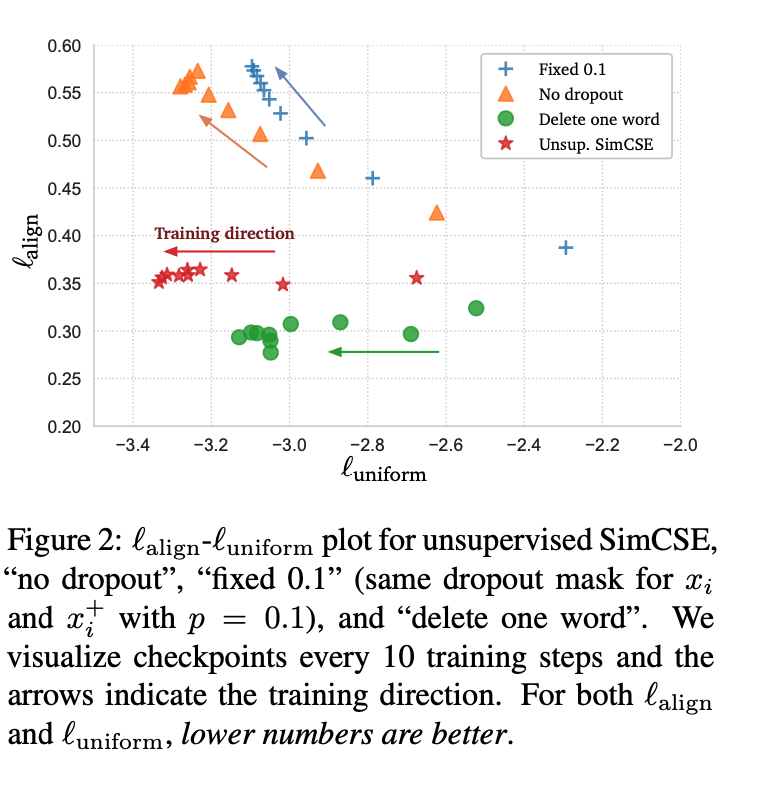 0.60
0.55
0.50
0.45
0.40
0.35
0.30
0.25
0.20
ℓalign
Fixed 0.1
No dropout
Delete one word
Unsup. SimCSE
Training direction
−3.4 −3.2 −3.0 −2.8 −2.6 −2.4 −2.2 −2.0
ℓuniform
Figure 2: ℓalign-ℓuniform plot for unsupervised SimCSE,
“no dropout”, “fixed 0.1” (same dropout mask for xi
and xi+ with p = 0.1), and “delete one word”. We
visualize checkpoints every 10 training steps and the
arrows indicate the training direction. For both ℓalign
and ℓuniform, lower numbers are better.